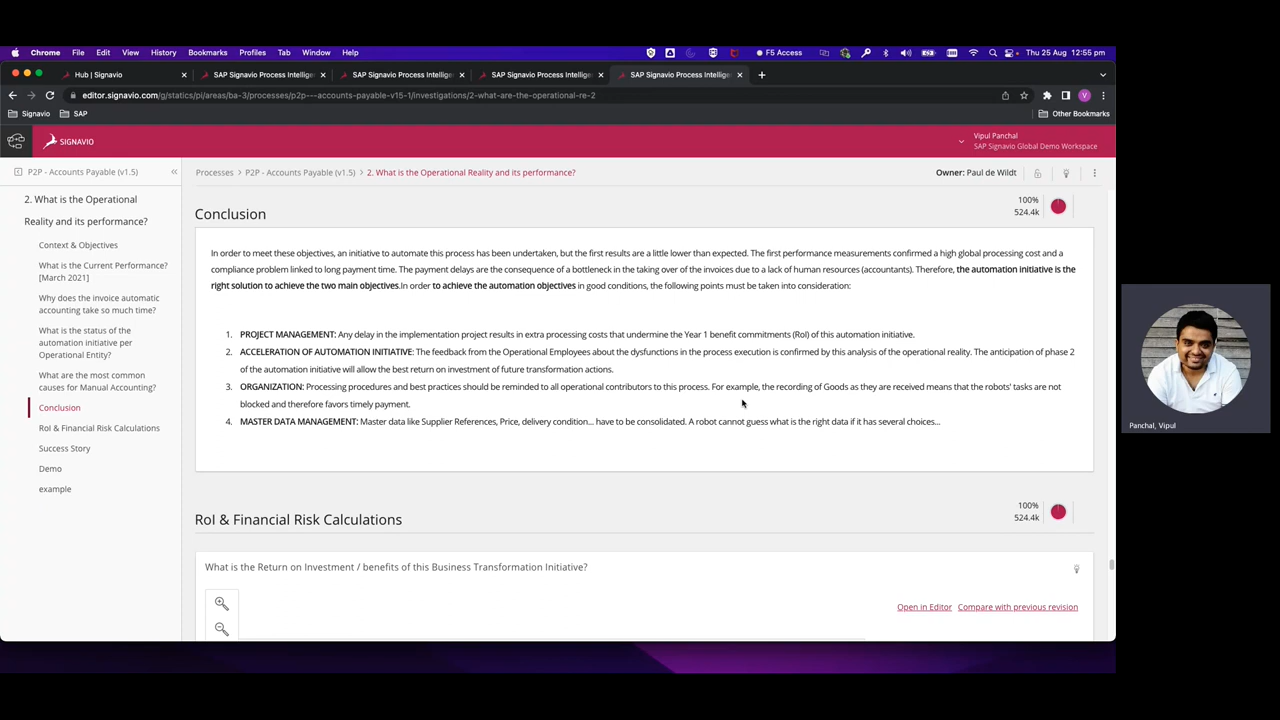 Chrome File Edit View History Bookmarks Profiles Tab Window Help
F5 Access
Thu 25 Aug 12:55 pm
Hub | Signavio
SAP Signavio Process Intellige
SAP Signavio Process Intellige
SAP Signavio Process Intellige
SAP Signavio Process Intellige
editor.signavio.com/g/statics/pi/areas/ba-3/processes/p2p---accounts-payable-v15-1/investigations/2-what-are-the-operational-re-2
Signavio
SAP
Other Bookmarks
SIGNAVIO
Vipul Panchal
SAP Signavio Global Demo Workspace
P2P - Accounts Payable (v1.5)
Processes > P2P - Accounts Payable (v1.5) > 2. What is the Operational Reality and its performance?
Owner: Paul de Wildt
2. What is the Operational
Reality and its performance?
Context & Objectives
What is the Current Performance?
[March 2021]
Why does the invoice automatic
accounting take so much time?
What is the status of the
automation initiative per
Operational Entity?
What are the most common
causes for Manual Accounting?
Conclusion
RoI & Financial Risk Calculations
Success Story
Demo
example
Conclusion
100%
524.4k
In order to meet these objectives, an initiative to automate this process has been undertaken, but the first results are a little lower than expected. The first performance measurements confirmed a high global processing cost and a
compliance problem linked to long payment time. The payment delays are the consequence of a bottleneck in the taking over of the invoices due to a lack of human resources (accountants). Therefore, the automation initiative is the
right solution to achieve the two main objectives.In order to achieve the automation objectives in good conditions, the following points must be taken into consideration:
1. PROJECT MANAGEMENT: Any delay in the implementation project results in extra processing costs that undermine the Year 1 benefit commitments (RoI) of this automation initiative.
2. ACCELERATION OF AUTOMATION INITIATIVE: The feedback from the Operational Employees about the dysfunctions in the process execution is confirmed by this analysis of the operational reality. The anticipation of phase 2
of the automation initiative will allow the best return on investment of future transformation actions.
3. ORGANIZATION: Processing procedures and best practices should be reminded to all operational contributors to this process. For example, the recording of Goods as they are received means that the robots' tasks are not
blocked and therefore favors timely payment.
4. MASTER DATA MANAGEMENT: Master data like Supplier References, Price, delivery condition... have to be consolidated. A robot cannot guess what is the right data if it has several choices...
RoI & Financial Risk Calculations
100%
524.4k
What is the Return on Investment / benefits of this Business Transformation Initiative?
Open in Editor
Compare with previous revision
Panchal, Vipul